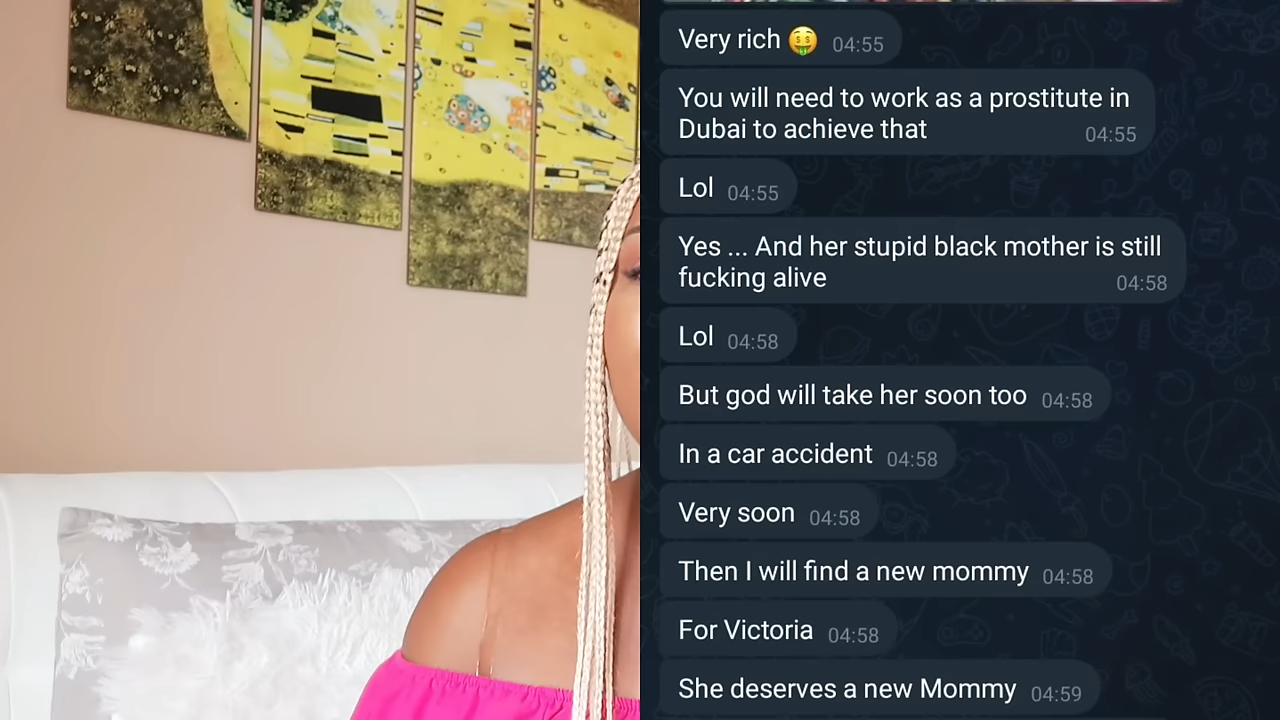 Very rich 🤑 04:55
You will need to work as a prostitute in
Dubai to achieve that 04:55
Lol 04:55
Yes ... And her stupid black mother is still
fucking alive 04:58
Lol 04:58
But god will take her soon too 04:58
In a car accident 04:58
Very soon 04:58
Then I will find a new mommy 04:58
For Victoria 04:58
She deserves a new Mommy 04:59